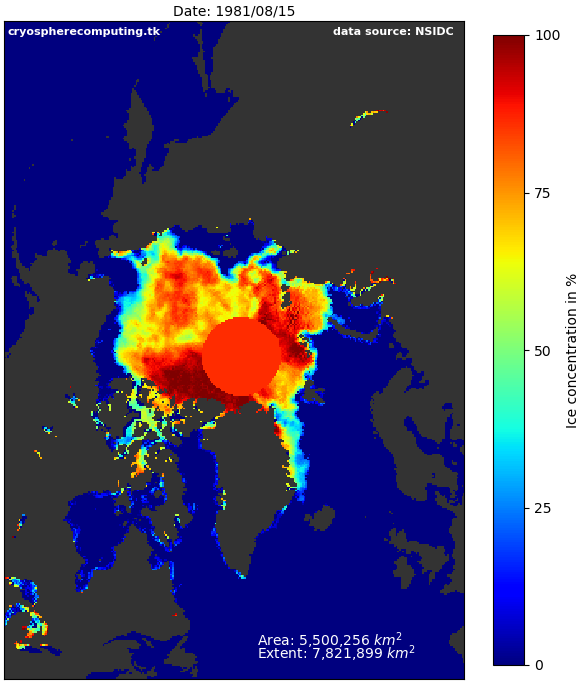 Date: 1981/08/15
cryospherecomputing.tk data source: NSIDC
100
75
50
25
0
Ice concentration in %
Area: 5,500,256 km²
Extent: 7,821,899 km²